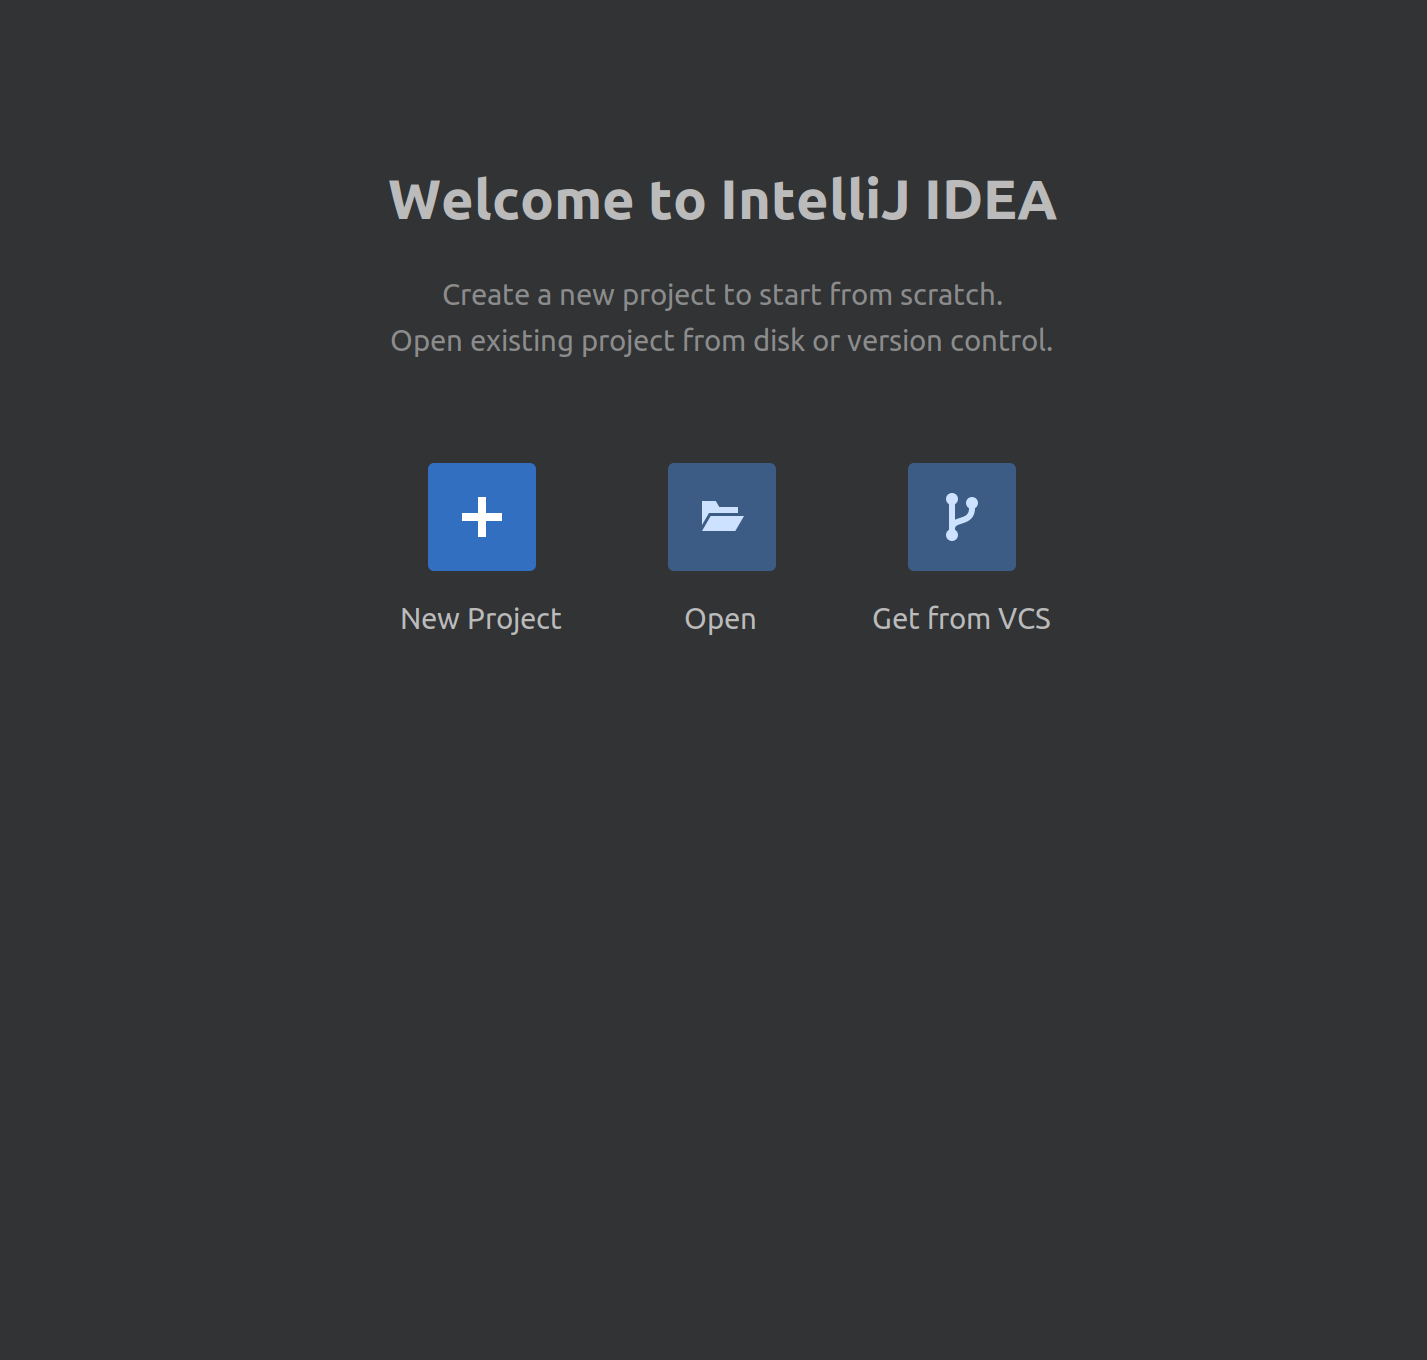 Welcome to IntelliJ IDEA
Create a new project to start from scratch.
Open existing project from disk or version control.
New Project
Open
Get from VCS